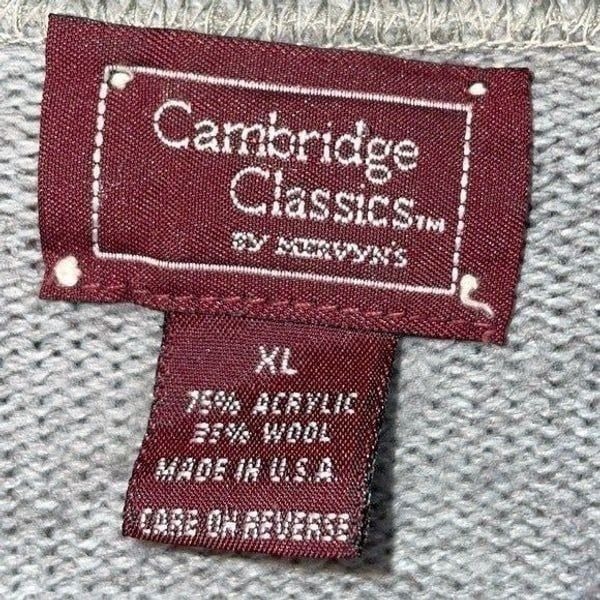 Cambridge
Classics™
BY MERVYN'S
XL
75% ACRYLIC
25% WOOL
MADE IN U.S.A
CARE ON REVERSE